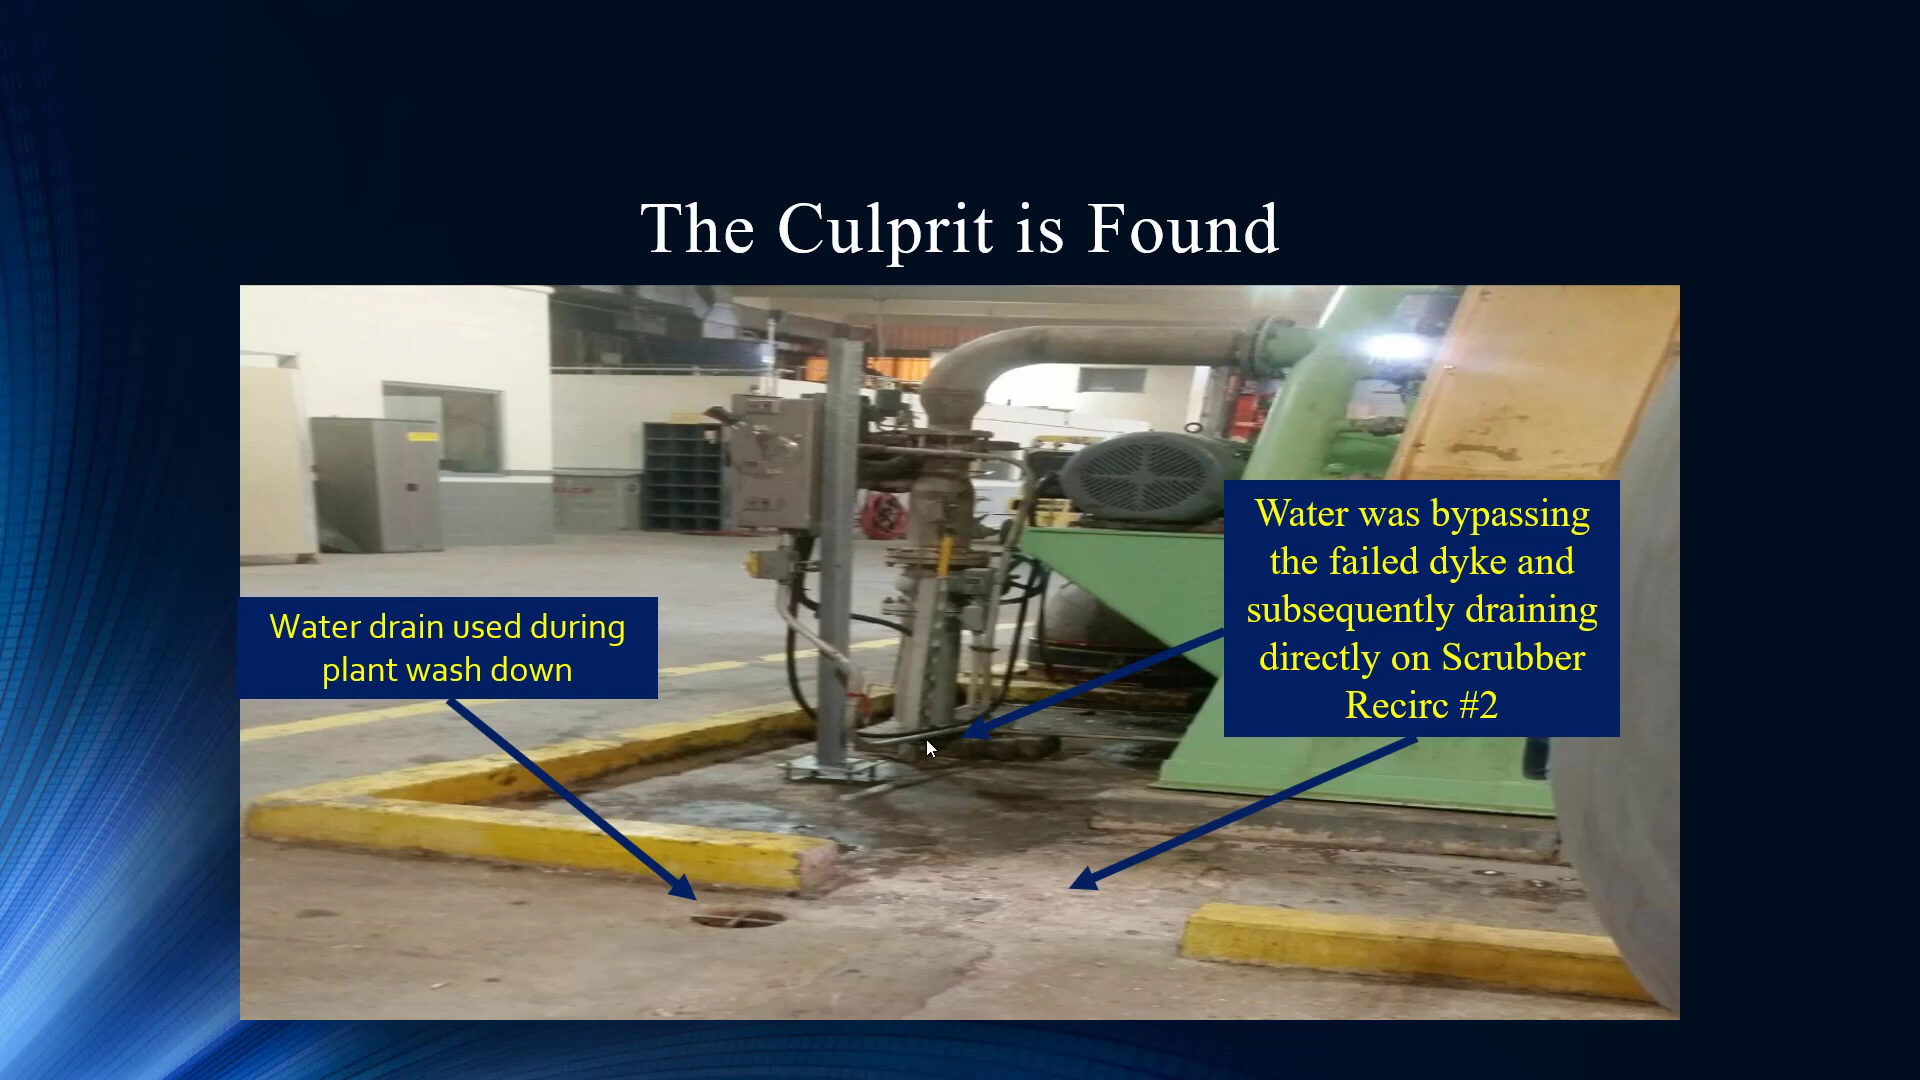 The Culprit is Found
Water drain used during
plant wash down
Water was bypassing
the failed dyke and
subsequently draining
directly on Scrubber
Recirc #2